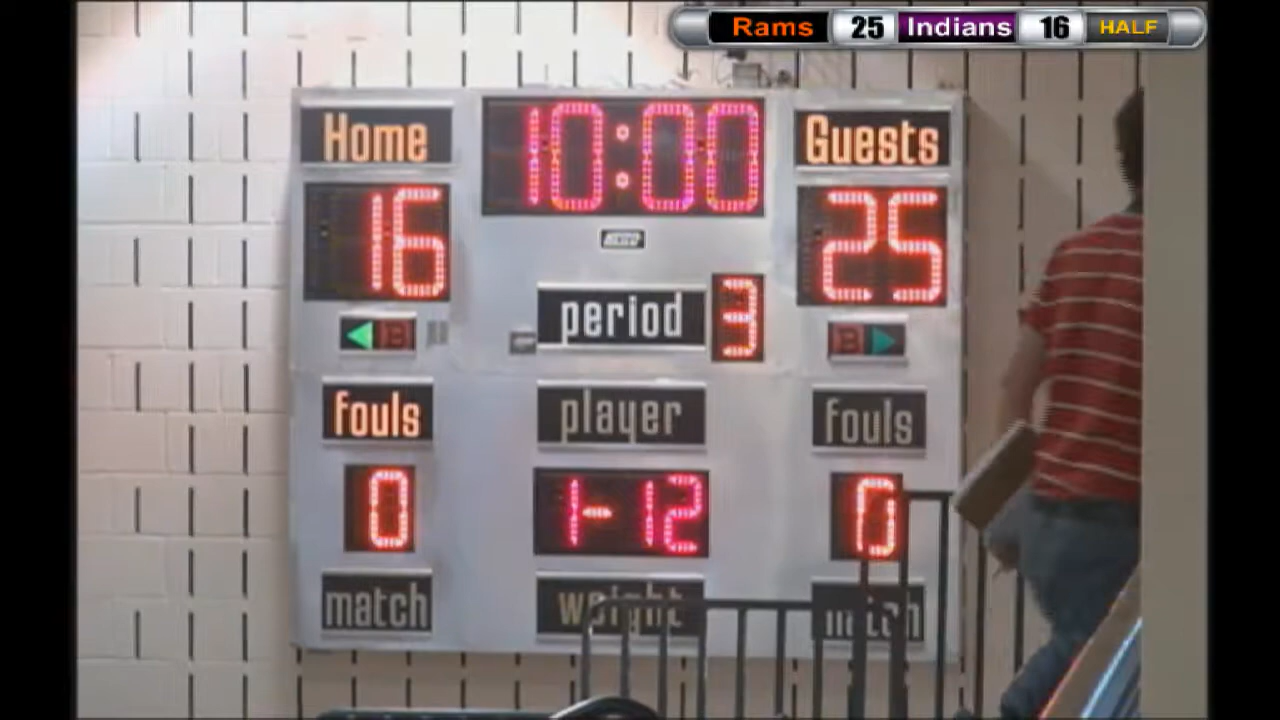 Rams 25 Indians 16 HALF
Home 10:00 Guests
16 25
period 3
B B
fouls player fouls
0 1-12 0
match weight match